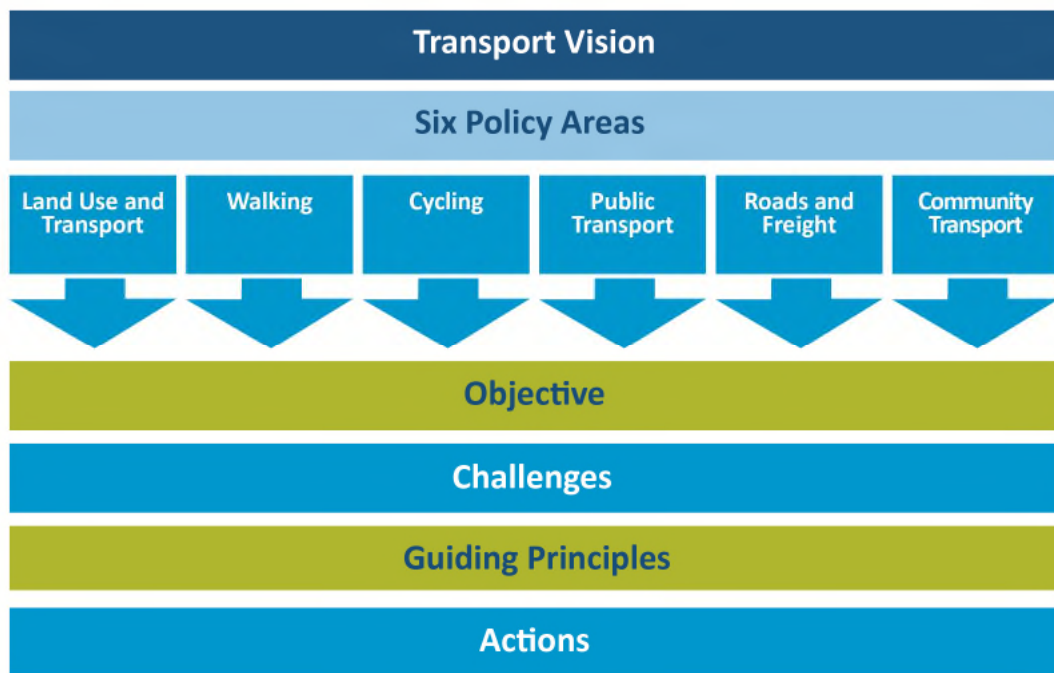 Transport Vision
Six Policy Areas
Land Use and
Transport
Walking
Cycling
Public
Transport
Roads and
Freight
Community
Transport
Objective
Challenges
Guiding Principles
Actions